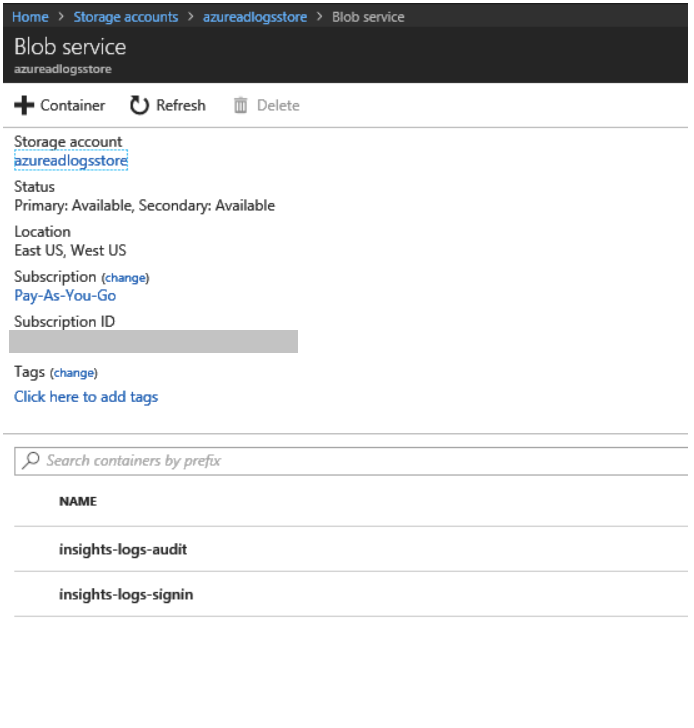 Home > Storage accounts > azureadlogsstore > Blob service
Blob service
azureadlogsstore
Container Refresh Delete
Storage account
azureadlogsstore
Status
Primary: Available, Secondary: Available
Location
East US, West US
Subscription (change)
Pay-As-You-Go
Subscription ID
Tags (change)
Click here to add tags
Search containers by prefix
NAME
insights-logs-audit
insights-logs-signin